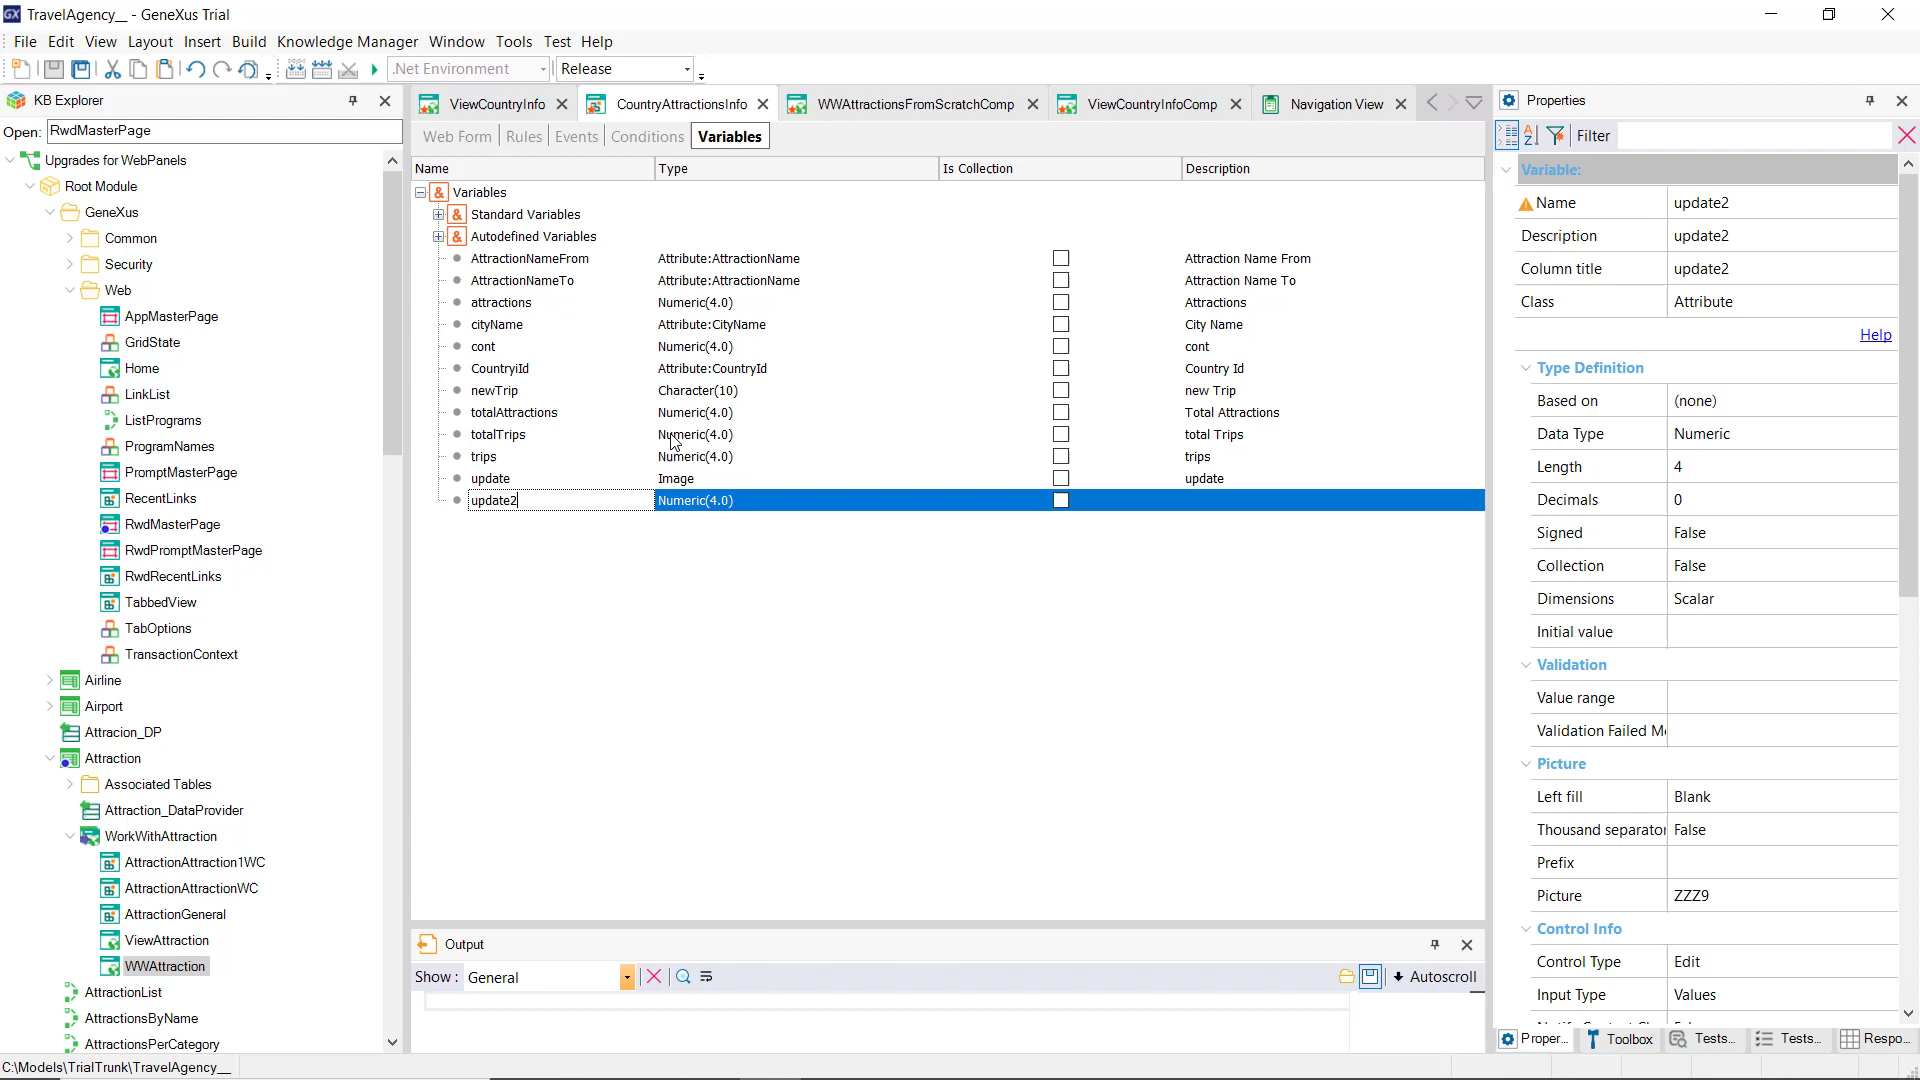 TravelAgency__ - GeneXus Trial
File Edit View Layout Insert Build Knowledge Manager Window Tools Test Help
.Net Environment Release
KB Explorer
Open: RwdMasterPage
Upgrades for WebPanels
Root Module
GeneXus
Common
Security
Web
AppMasterPage
GridState
Home
LinkList
ListPrograms
ProgramNames
PromptMasterPage
RecentLinks
RwdMasterPage
RwdPromptMasterPage
RwdRecentLinks
TabbedView
TabOptions
TransactionContext
Airline
Airport
Attracion_DP
Attraction
Associated Tables
Attraction_DataProvider
WorkWithAttraction
AttractionAttraction1WC
AttractionAttractionWC
AttractionGeneral
ViewAttraction
WWAttraction
AttractionList
AttractionsByName
AttractionsPerCategory
ViewCountryInfo CountryAttractionsInfo WWAttractionsFromScratchComp ViewCountryInfoComp Navigation View
Web Form Rules Events Conditions Variables
Name Type Is Collection Description
Variables
Standard Variables
Autodefined Variables
AttractionNameFrom Attribute:AttractionName Attraction Name From
AttractionNameTo Attribute:AttractionName Attraction Name To
attractions Numeric(4.0) Attractions
cityName Attribute:CityName City Name
cont Numeric(4.0) cont
CountryiId Attribute:CountryId Country Id
newTrip Character(10) new Trip
totalAttractions Numeric(4.0) Total Attractions
totalTrips Numeric(4.0) total Trips
trips Numeric(4.0) trips
update Image update
update2 Numeric(4.0)
Output
Show: General Autoscroll
Properties
Filter
Variable:
Name update2
Description update2
Column title update2
Class Attribute
Help
Type Definition
Based on (none)
Data Type Numeric
Length 4
Decimals 0
Signed False
Collection False
Dimensions Scalar
Initial value
Validation
Value range
Validation Failed M
Picture
Left fill Blank
Thousand separator False
Prefix
Picture ZZZ9
Control Info
Control Type Edit
Input Type Values
Proper... Toolbox Tests... Tests... Respo...
C:\Models\TrialTrunk\TravelAgency__